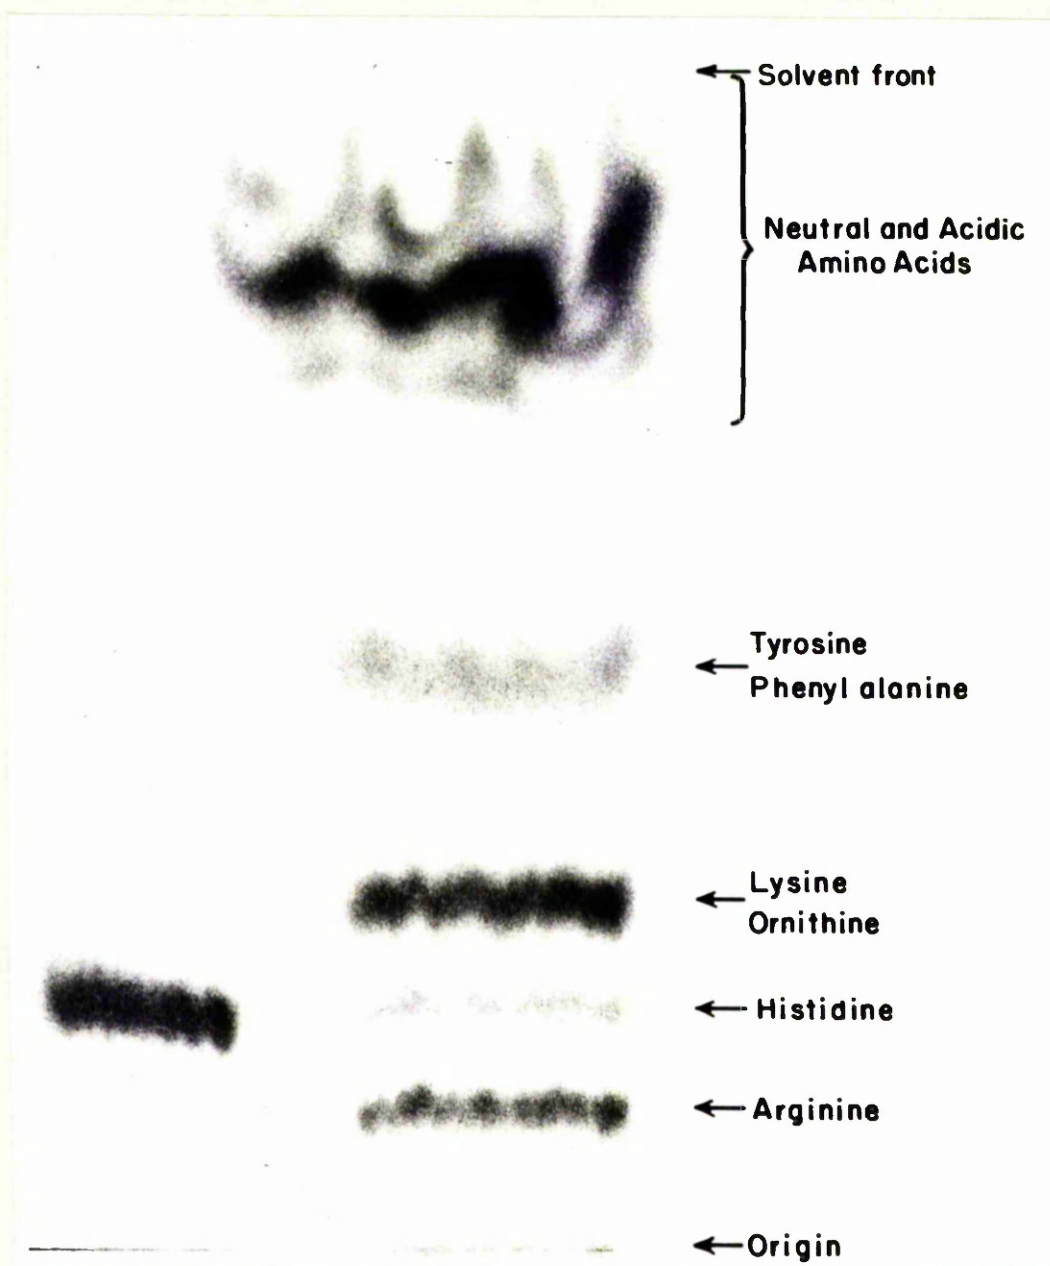 Solvent front
Neutral and Acidic
Amino Acids
Tyrosine
Phenyl alanine
Lysine
Ornithine
Histidine
Arginine
Origin